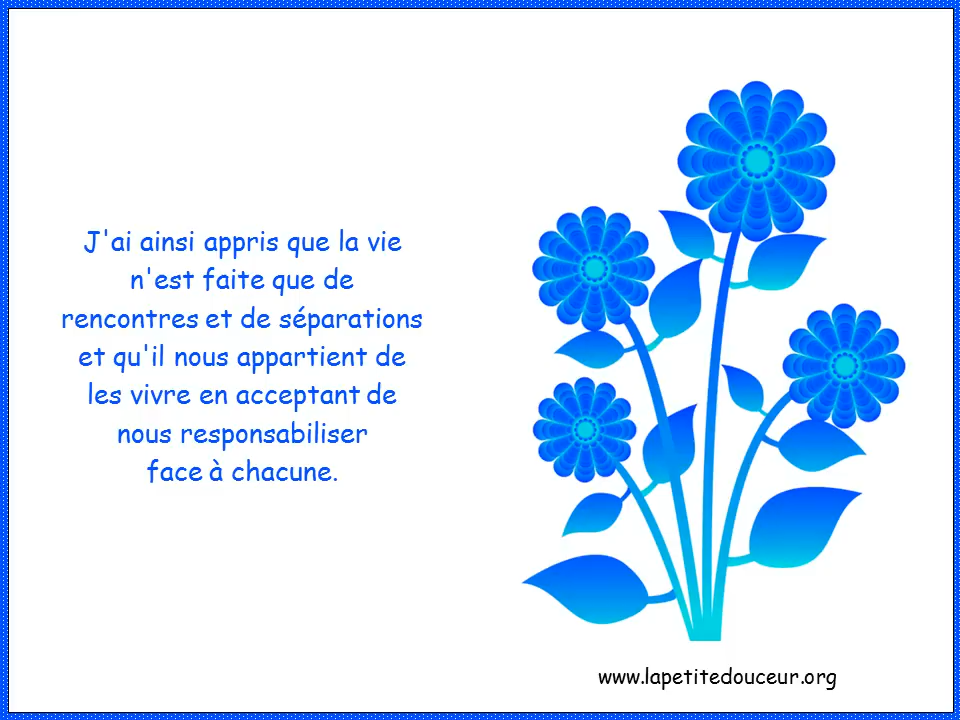 J'ai ainsi appris que la vie
n'est faite que de
rencontres et de séparations
et qu'il nous appartient de
les vivre en acceptant de
nous responsabiliser
face à chacune.
www.lapetitedouceur.org